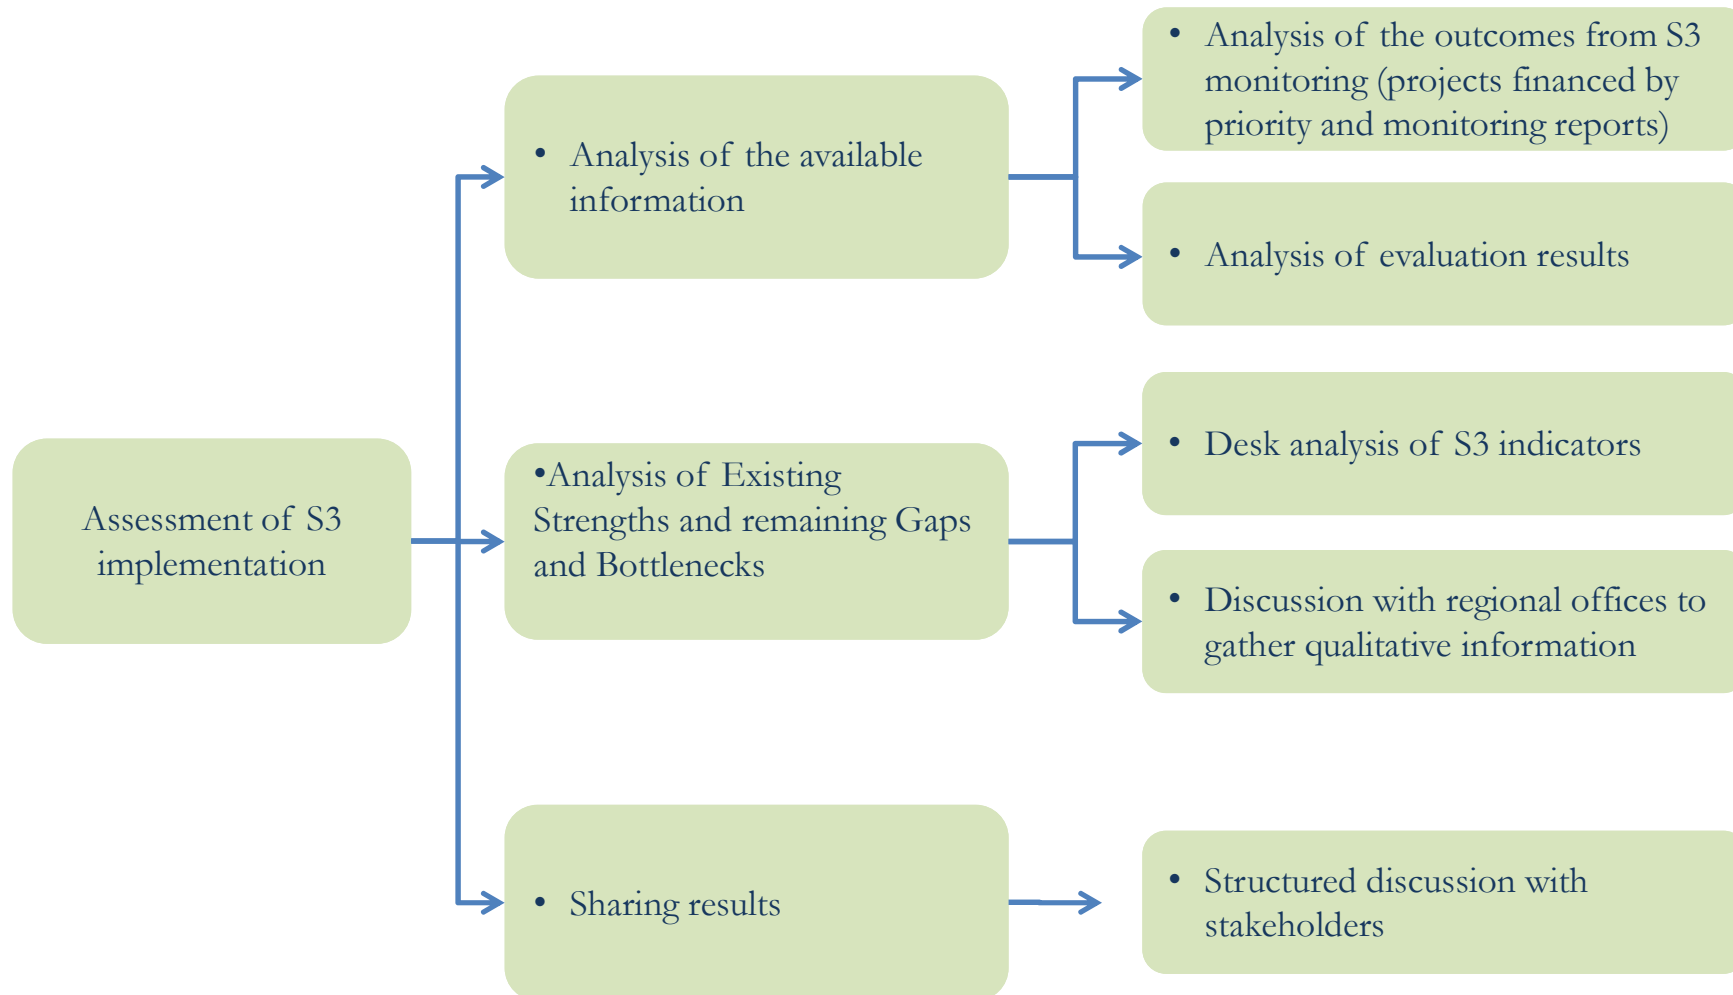 Assessment of S3
implementation
• Analysis of the available
information
• Analysis of the outcomes from S3
monitoring (projects financed by
priority and monitoring reports)
• Analysis of evaluation results
•Analysis of Existing
Strengths and remaining Gaps
and Bottlenecks
• Desk analysis of S3 indicators
• Discussion with regional offices to
gather qualitative information
• Sharing results
• Structured discussion with
stakeholders